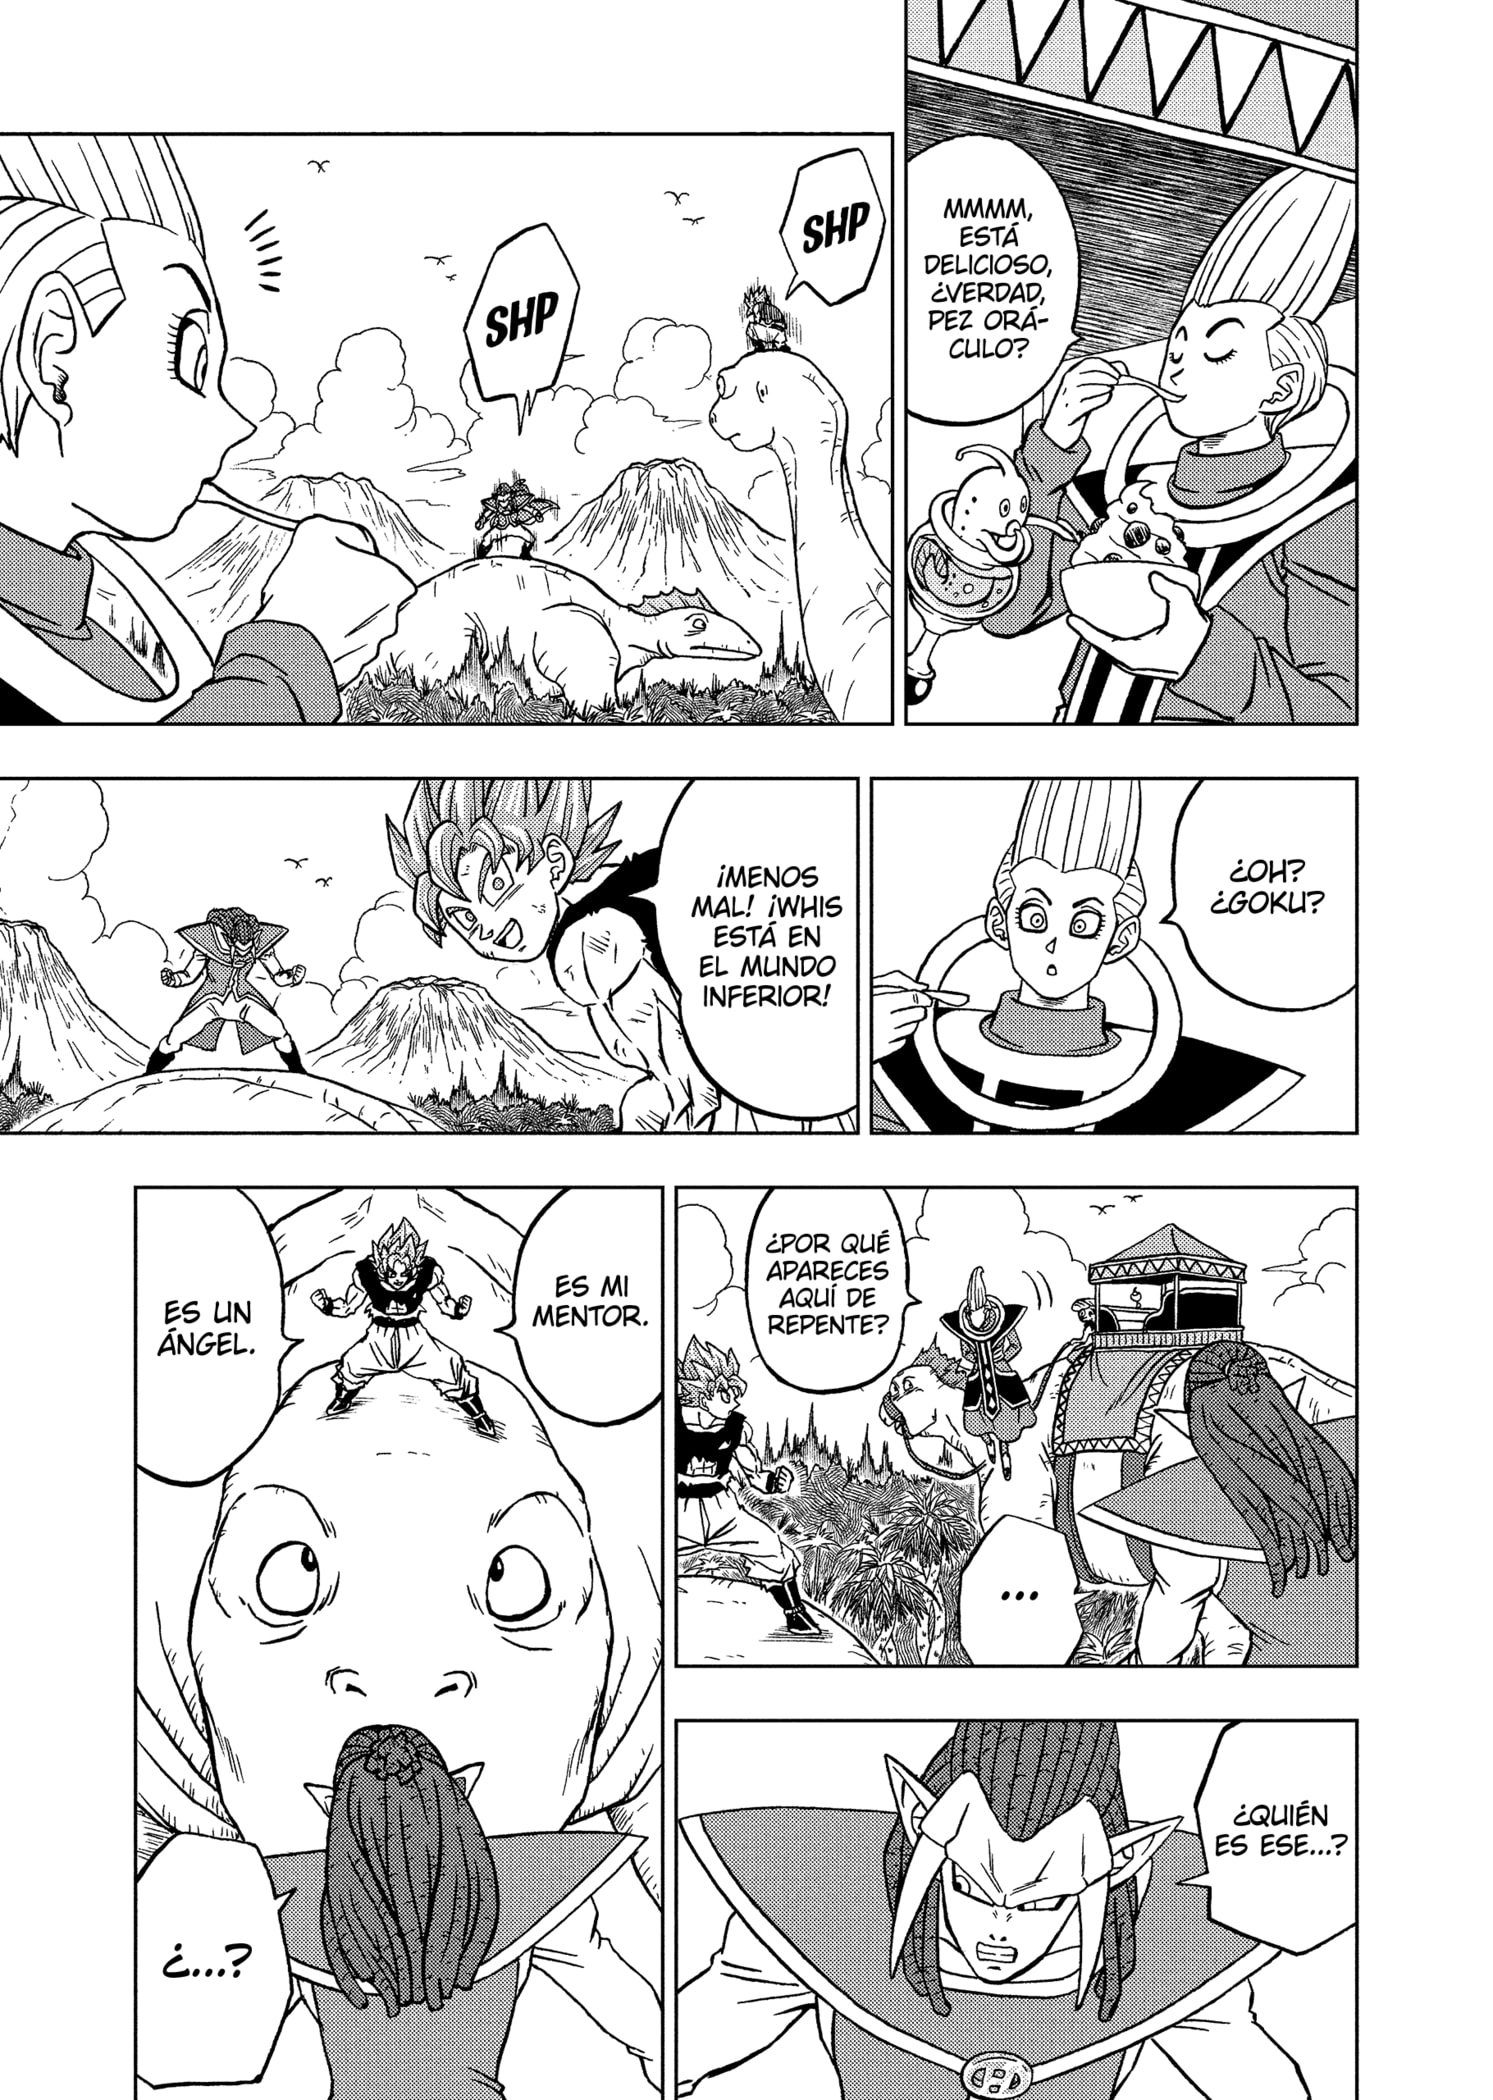 MMMM,
ESTÁ
DELICIOSO,
¿VERDAD,
PEZ ORÁ-
CULO?
SHP
SHP
¿OH?
¿GOKU?
¡MENOS
MAL! ¡WHIS
ESTÁ EN
EL MUNDO
INFERIOR!
¿POR QUÉ
APARECES
AQUÍ DE
REPENTE?
...
¿QUIÉN
ES ESE...?
ES MI
MENTOR.
ES UN
ÁNGEL.
¿...?